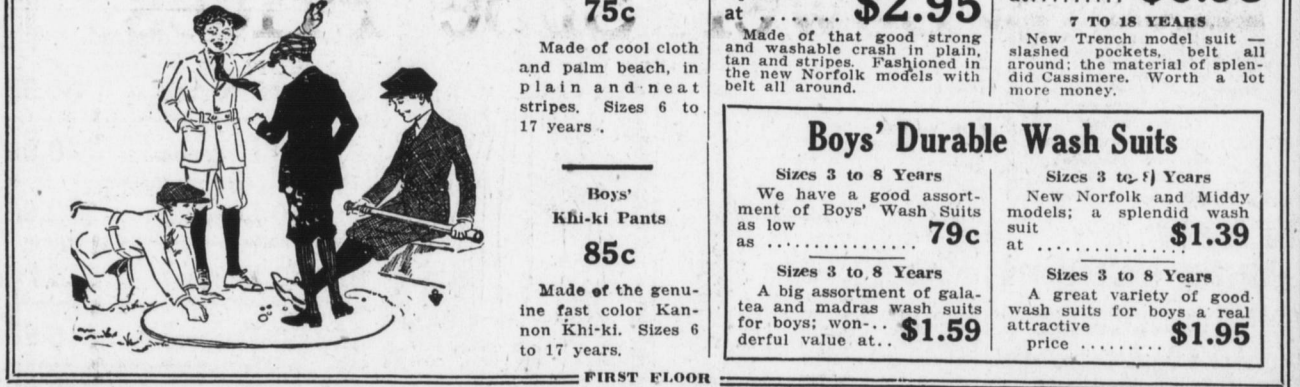 75c
Made of cool cloth
and palm beach, in
plain and neat
stripes. Sizes 6 to
17 years.
Boys'
Khi-ki Pants
85c
Made of the genu-
ine fast color Kan-
non Khi-ki. Sizes 6
to 17 years.
at ....... $2.95
Made of that good strong
and washable crash in plain,
tan and stripes. Fashioned in
the new Norfolk models with
belt all around.
7 TO 18 YEARS
New Trench model suit —
slashed pockets, belt all
around; the material of splen-
did Cassimere. Worth a lot
more money.
Boys' Durable Wash Suits
Sizes 3 to 8 Years
We have a good assort-
ment of Boys' Wash Suits
as low
as ................ 79c
Sizes 3 to 8 Years
A big assortment of gala-
tea and madras wash suits
for boys; won-..
derful value at.. $1.59
Sizes 3 to 8 Years
New Norfolk and Middy
models; a splendid wash
suit
at ............. $1.39
Sizes 3 to 8 Years
A great variety of good
wash suits for boys a real
attractive
price ......... $1.95
FIRST FLOOR